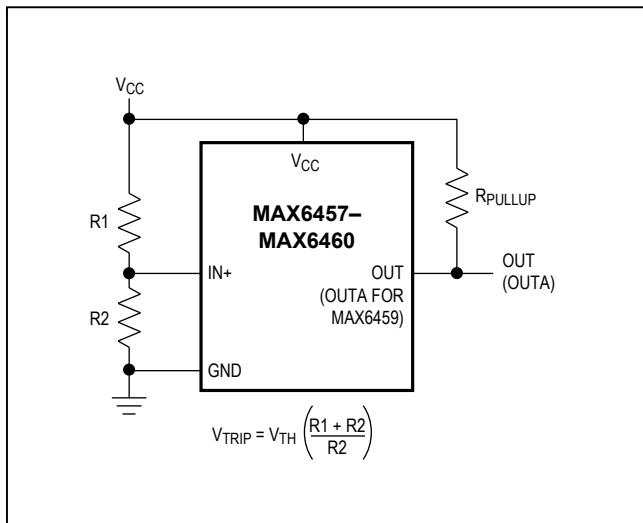 VCC
VCC
MAX6457–
MAX6460
RPULLUP
R1
IN+
OUT
(OUTA FOR
MAX6459)
OUT
(OUTA)
R2
GND
VTRIP = VTH (R1 + R2 / R2)